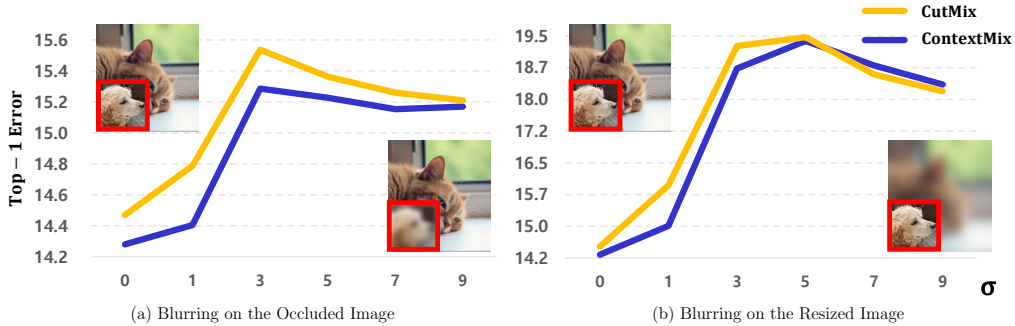 CutMix
ContextMix
Top − 1 Error
15.6
15.4
15.2
15.0
14.8
14.6
14.4
14.2
0 1 3 5 7 9
(a) Blurring on the Occluded Image
19.5
18.7
18.0
17.2
16.5
15.7
15.0
14.2
0 1 3 5 7 9
σ
(b) Blurring on the Resized Image